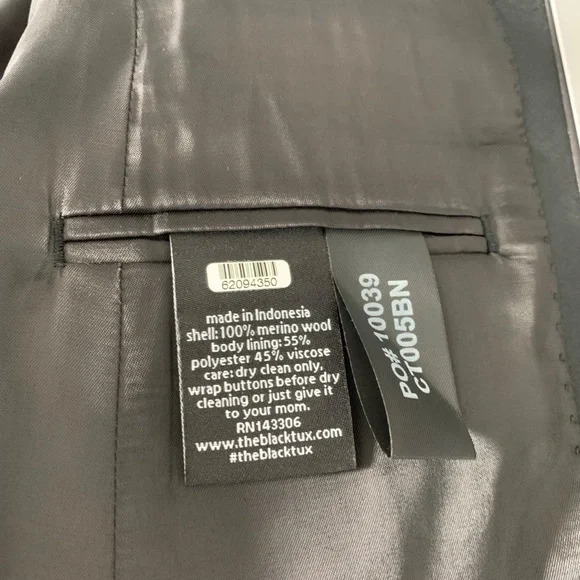 62094350
made in Indonesia
shell: 100% merino wool
body lining: 55%
polyester 45% viscose
care: dry clean only,
wrap buttons before dry
cleaning or just give it
to your mom.
RN143306
www.theblacktux.com
#theblacktux
PO# 10039
CT005BN